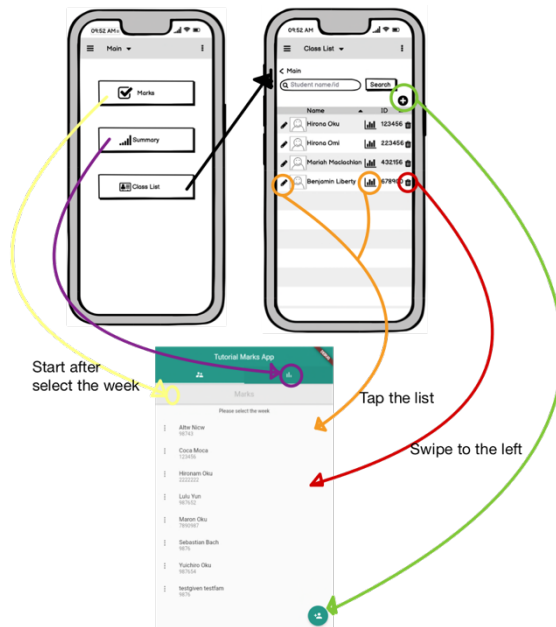 09:52 AM
Main
Marks
Summary
Class List
09:52 AM
Class List
< Main
Student name/id
Search
Name ID
Hirona Oku 123456
Hirona Omi 223456
Mariah Maclachlan 432156
Benjamin Liberty 678900
Start after
select the week
Tap the list
Swipe to the left
Tutorial Marks App
Marks
Please select the week
Altw Nicw
98743
Coca Moca
123456
Hironam Oku
2222222
Lulu Yun
987652
Maron Oku
7890987
Sebastian Bach
9876
Yuichiro Oku
987654
testgiven testfam
9876